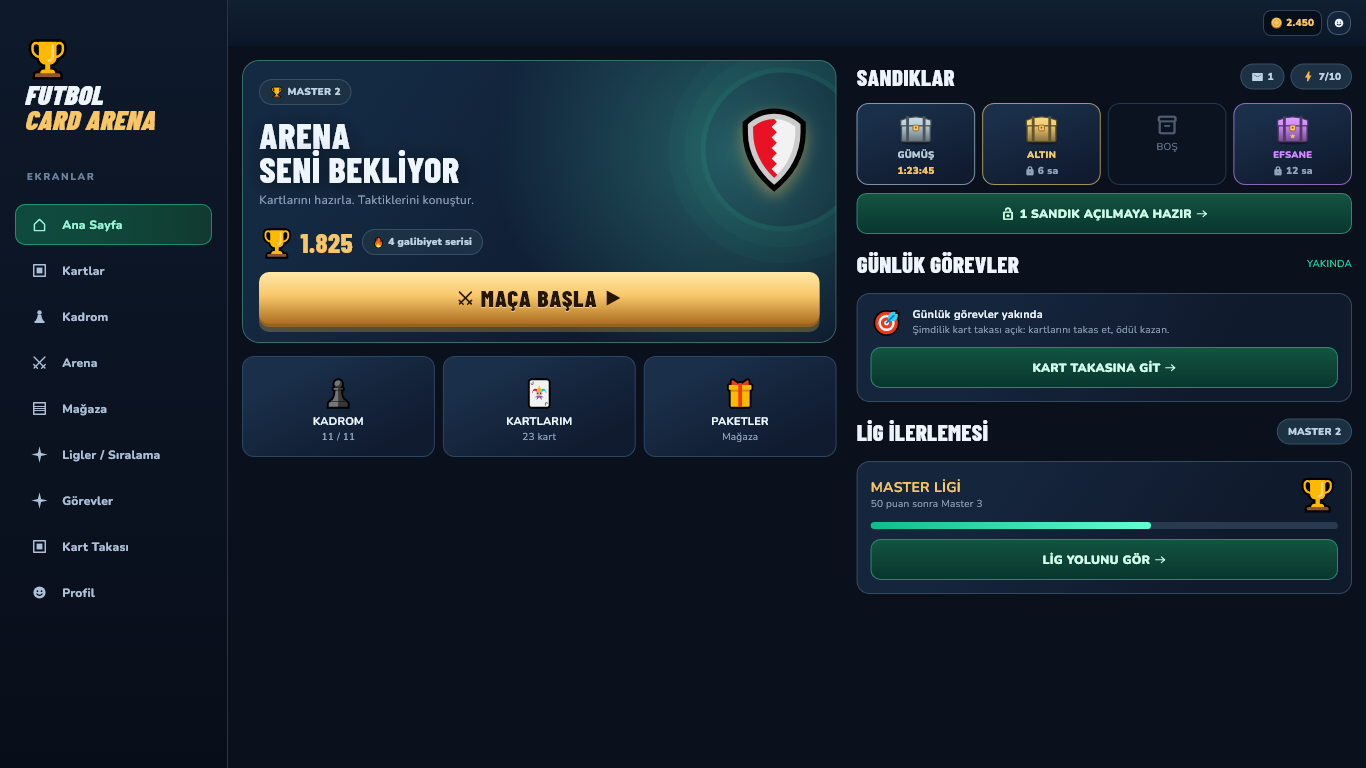 FUTBOL
CARD ARENA
EKRANLAR
Ana Sayfa
Kartlar
Kadrom
Arena
Mağaza
Ligler / Sıralama
Görevler
Kart Takası
Profil
2.450
MASTER 2
ARENA
SENİ BEKLİYOR
Kartlarını hazırla. Taktiklerini konuştur.
1.825
4 galibiyet serisi
MAÇA BAŞLA
KADROM
11 / 11
KARTLARIM
23 kart
PAKETLER
Mağaza
SANDIKLAR
1
7/10
GÜMÜŞ
1:23:45
ALTIN
6 sa
BOŞ
EFSANE
12 sa
1 SANDIK AÇILMAYA HAZIR →
GÜNLÜK GÖREVLER
YAKINDA
Günlük görevler yakında
Şimdilik kart takası açık: kartlarını takas et, ödül kazan.
KART TAKASINA GİT →
LİG İLERLEMESİ
MASTER 2
MASTER LİGİ
50 puan sonra Master 3
LİG YOLUNU GÖR →